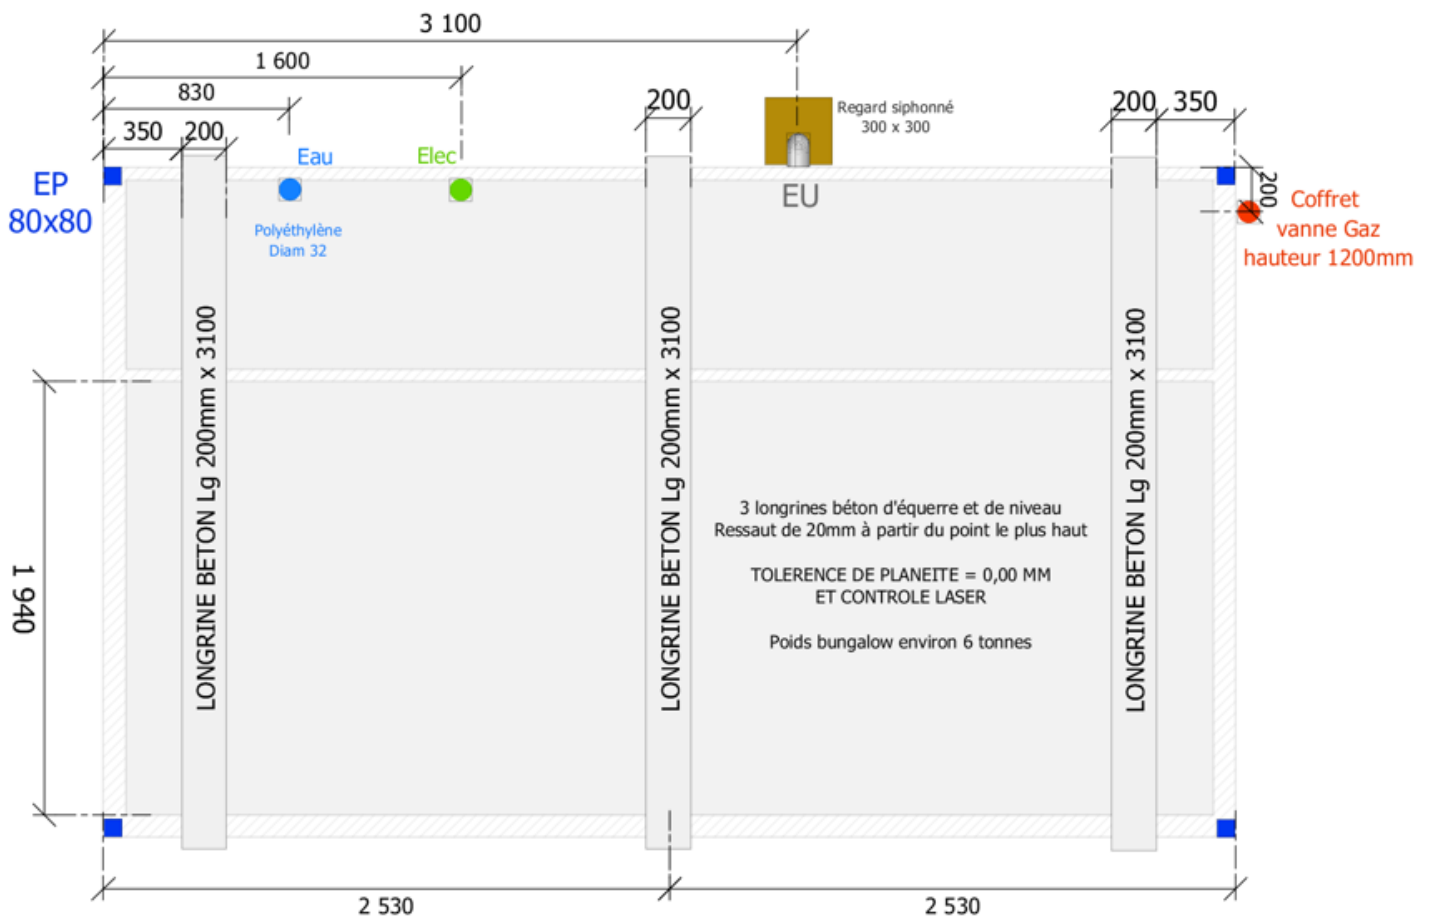 3 100
1 600
830
350
200
200
200
350
Regard siphonné
300 x 300
Eau
Elec
EU
EP
80x80
Polyéthylène
Diam 32
200
Coffret
vanne Gaz
hauteur 1200mm
LONGRINE BETON Lg 200mm x 3100
LONGRINE BETON Lg 200mm x 3100
LONGRINE BETON Lg 200mm x 3100
3 longrines béton d'équerre et de niveau
Ressaut de 20mm à partir du point le plus haut
TOLERENCE DE PLANEITE = 0,00 MM
ET CONTROLE LASER
Poids bungalow environ 6 tonnes
1 940
2 530
2 530